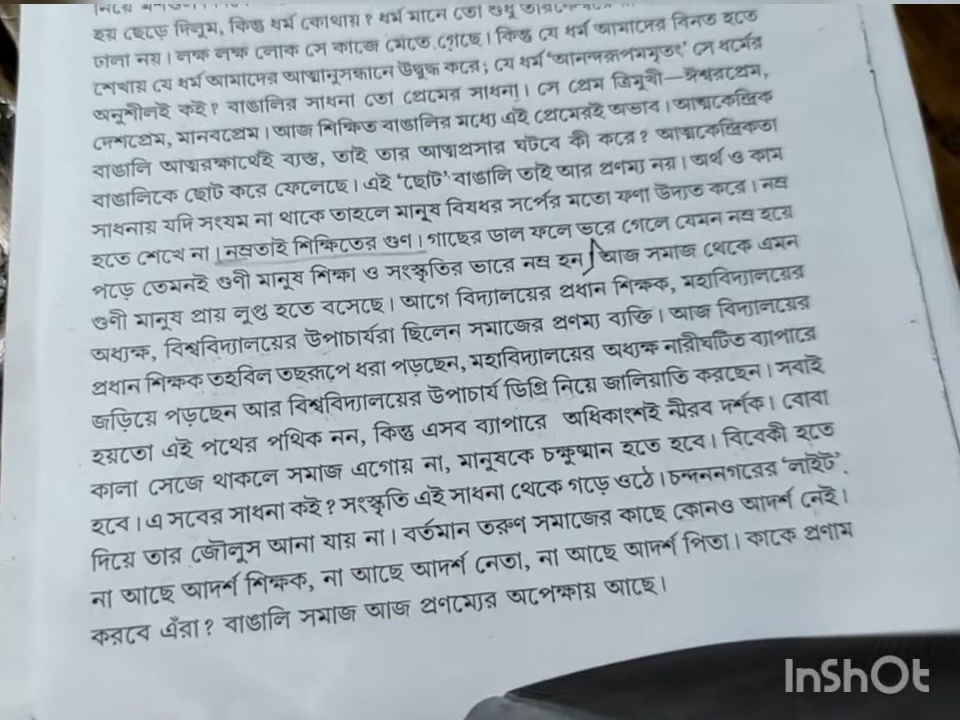 হয় ছেড়ে দিলুম, কিন্তু ধর্ম কোথায়? ধর্ম মানে তো শুধু
ঢালা নয়। লক্ষ লক্ষ লোক সে কাজে মেতে গেছে। কিন্তু যে ধর্ম আমাদের বিনত হতে
শেখায় যে ধর্ম আমাদের আত্মানুসন্ধানে উদ্বুদ্ধ করে; যে ধর্ম ‘আনন্দরূপমমৃতং’ সে ধর্মের
অনুশীলনই কই? বাঙালির সাধনা তো প্রেমের সাধনা। সে প্রেম ত্রিমুখী—ঈশ্বরপ্রেম,
দেশপ্রেম, মানবপ্রেম। আজ শিক্ষিত বাঙালির মধ্যে এই প্রেমেরই অভাব। আত্মকেন্দ্রিক
বাঙালি আত্মরক্ষার্থেই ব্যস্ত, তাই তার আত্মপ্রসার ঘটবে কী করে? আত্মকেন্দ্রিকতা
বাঙালিকে ছোট করে ফেলেছে। এই ‘ছোট’ বাঙালি তাই আর প্রণম্য নয়। অর্থ ও কাম
সাধনায় যদি সংযম না থাকে তাহলে মানুষ বিষধর সর্পের মতো ফণা উদ্যত করে। নম্র
হতে শেখে না। নম্রতাই শিক্ষিতের গুণ। গাছের ডাল ফলে ভরে গেলে যেমন নম্র হয়ে
পড়ে তেমনই গুণী মানুষ শিক্ষা ও সংস্কৃতির ভারে নম্র হন। আজ সমাজ থেকে এমন
গুণী মানুষ প্রায় লুপ্ত হতে বসেছে। আগে বিদ্যালয়ের প্রধান শিক্ষক, মহাবিদ্যালয়ের
অধ্যক্ষ, বিশ্ববিদ্যালয়ের উপাচার্যরা ছিলেন সমাজের প্রণম্য ব্যক্তি। আজ বিদ্যালয়ের
প্রধান শিক্ষক তহবিল তছরূপে ধরা পড়ছেন, মহাবিদ্যালয়ের অধ্যক্ষ নারীঘটিত ব্যাপারে
জড়িয়ে পড়ছেন আর বিশ্ববিদ্যালয়ের উপাচার্য ডিগ্রি নিয়ে জালিয়াতি করছেন। সবাই
হয়তো এই পথের পথিক নন, কিন্তু এসব ব্যাপারে অধিকাংশই নীরব দর্শক। বোবা
কালা সেজে থাকলে সমাজ এগোয় না, মানুষকে চক্ষুষ্মান হতে হবে। বিবেকী হতে
হবে। এ সবের সাধনা কই? সংস্কৃতি এই সাধনা থেকে গড়ে ওঠে। চন্দননগরের ‘লাইট’
দিয়ে তার জৌলুস আনা যায় না। বর্তমান তরুণ সমাজের কাছে কোনও আদর্শ নেই।
না আছে আদর্শ শিক্ষক, না আছে আদর্শ নেতা, না আছে আদর্শ পিতা। কাকে প্রণাম
করবে এঁরা? বাঙালি সমাজ আজ প্রণম্যের অপেক্ষায় আছে।
InShOt